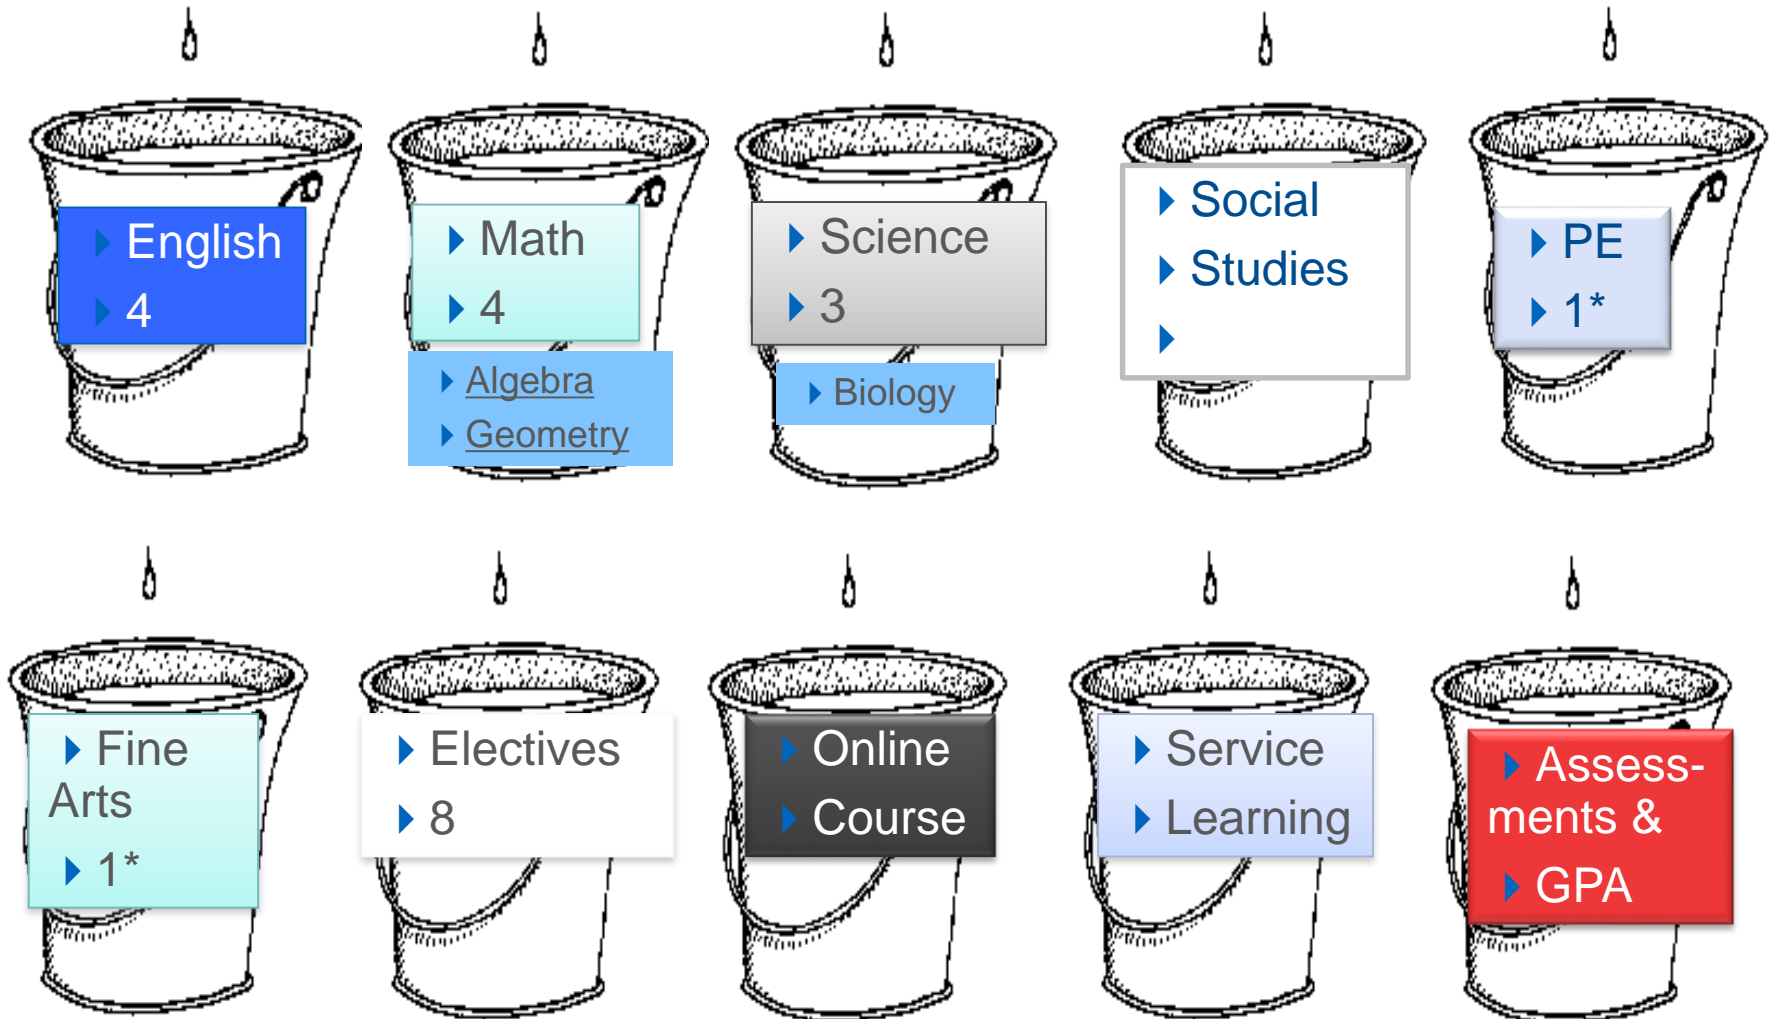 English
4
Math
4
Algebra
Geometry
Science
3
Biology
Social
Studies
PE
1*
Fine
Arts
1*
Electives
8
Online
Course
Service
Learning
Assess-
ments &
GPA